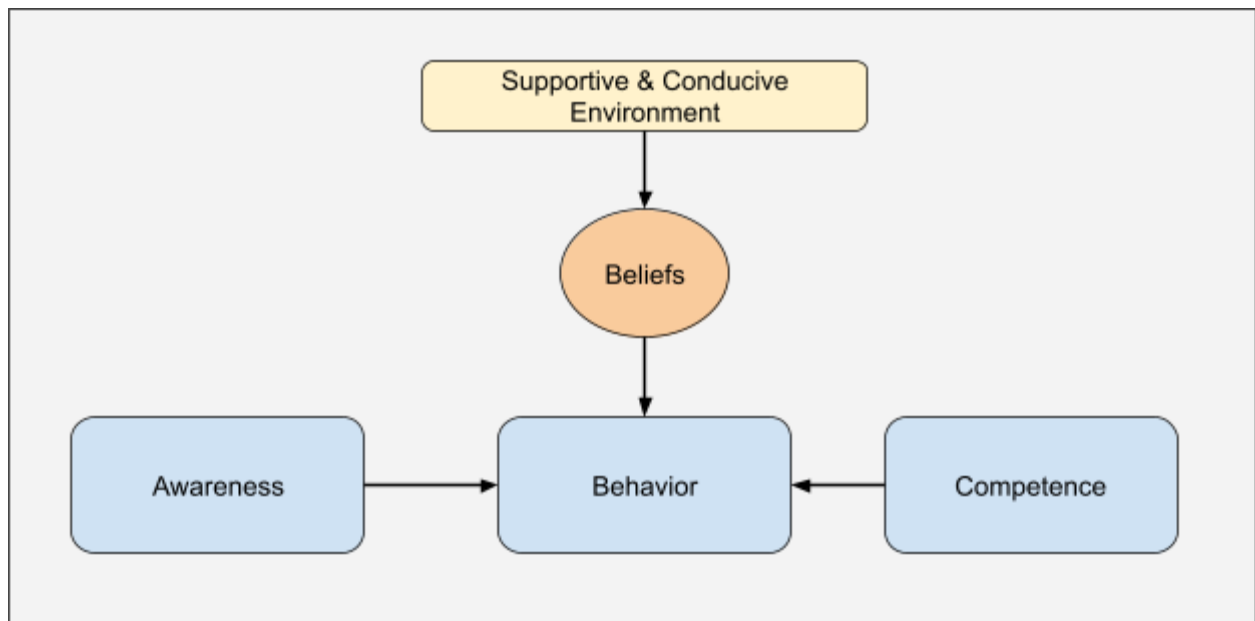 Supportive & Conducive
Environment
Beliefs
Awareness
Behavior
Competence